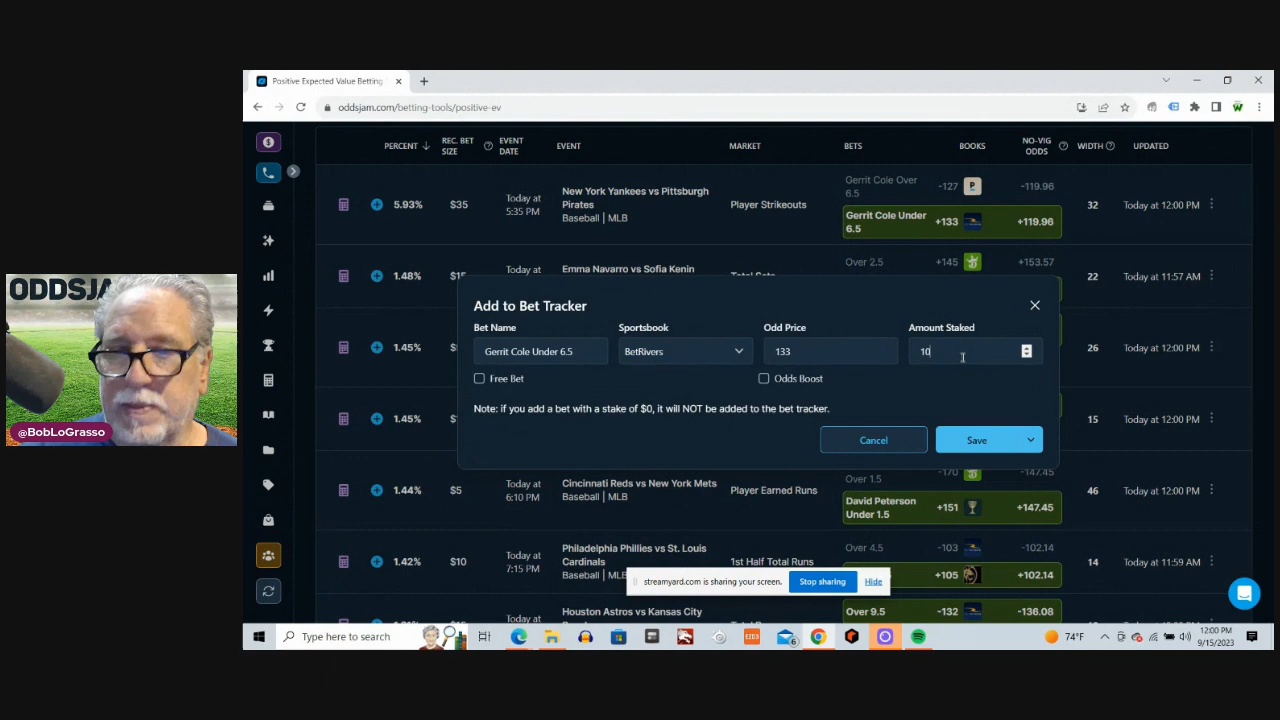 Positive Expected Value Betting
oddsjam.com/betting-tools/positive-ev
PERCENT
REC. BET
SIZE
EVENT
DATE
EVENT
MARKET
BETS
BOOKS
NO-VIG
ODDS
WIDTH
UPDATED
5.93%
$35
Today at
5:35 PM
New York Yankees vs Pittsburgh
Pirates
Baseball | MLB
Player Strikeouts
Gerrit Cole Over
6.5
-127
-119.96
Gerrit Cole Under
6.5
+133
+119.96
32
Today at 12:00 PM
1.48%
Emma Navarro vs Sofia Kenin
Over 2.5
+145
+153.57
22
Today at 11:57 AM
Add to Bet Tracker
Bet Name
Sportsbook
Odd Price
Amount Staked
Gerrit Cole Under 6.5
BetRivers
133
10
Free Bet
Odds Boost
Note: if you add a bet with a stake of $0, it will NOT be added to the bet tracker.
Cancel
Save
1.45%
26
Today at 12:00 PM
1.45%
15
Today at 12:00 PM
1.44%
$5
Today at
6:10 PM
Cincinnati Reds vs New York Mets
Baseball | MLB
Player Earned Runs
Over 1.5
-170
-147.45
David Peterson
Under 1.5
+151
+147.45
46
Today at 12:00 PM
1.42%
$10
Today at
7:15 PM
Philadelphia Phillies vs St. Louis
Cardinals
Baseball | MLB
1st Half Total Runs
Over 4.5
-103
-102.14
+105
+102.14
14
Today at 11:59 AM
streamyard.com is sharing your screen.
Stop sharing
Hide
Today at
Houston Astros vs Kansas City
Over 9.5
-132
-136.08
ODDSJA
@BobLoGrasso
Type here to search
74°F
12:00 PM
9/15/2023